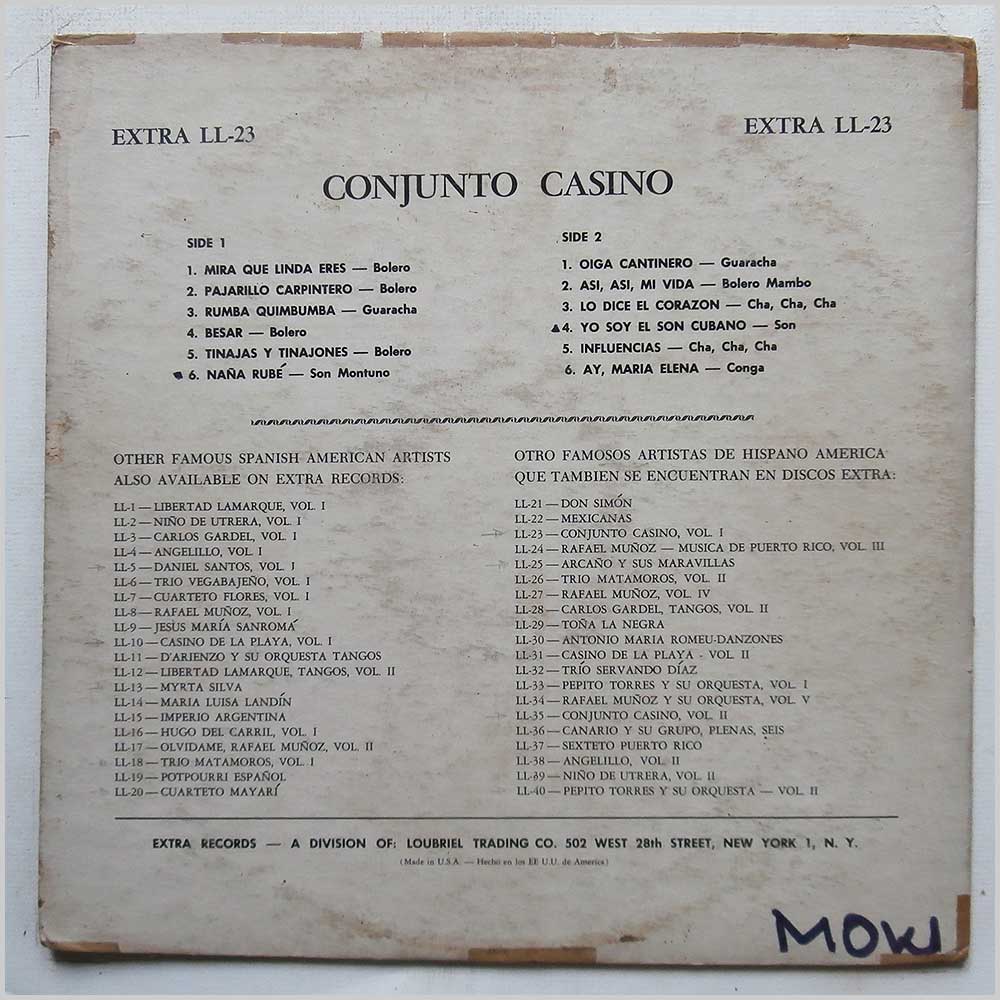 EXTRA LL-23
EXTRA LL-23
CONJUNTO CASINO
SIDE 1
1. MIRA QUE LINDA ERES — Bolero
2. PAJARILLO CARPINTERO — Bolero
3. RUMBA QUIMBUMBA — Guaracha
4. BESAR — Bolero
5. TINAJAS Y TINAJONES — Bolero
6. NAÑA RUBÉ — Son Montuno
SIDE 2
1. OIGA CANTINERO — Guaracha
2. ASI, ASI, MI VIDA — Bolero Mambo
3. LO DICE EL CORAZON — Cha, Cha, Cha
4. YO SOY EL SON CUBANO — Son
5. INFLUENCIAS — Cha, Cha, Cha
6. AY, MARIA ELENA — Conga
OTHER FAMOUS SPANISH AMERICAN ARTISTS
ALSO AVAILABLE ON EXTRA RECORDS:
LL-1 — LIBERTAD LAMARQUE, VOL. I
LL-2 — NIÑO DE UTRERA, VOL. I
LL-3 — CARLOS GARDEL, VOL. I
LL-4 — ANGELILLO, VOL. I
LL-5 — DANIEL SANTOS, VOL. I
LL-6 — TRIO VEGABAJEÑO, VOL. I
LL-7 — CUARTETO FLORES, VOL. I
LL-8 — RAFAEL MUÑOZ, VOL. I
LL-9 — JESUS MARÍA SANROMÁ
LL-10 — CASINO DE LA PLAYA, VOL. I
LL-11 — D'ARIENZO Y SU ORQUESTA TANGOS
LL-12 — LIBERTAD LAMARQUE, TANGOS, VOL. II
LL-13 — MYRTA SILVA
LL-14 — MARIA LUISA LANDÍN
LL-15 — IMPERIO ARGENTINA
LL-16 — HUGO DEL CARRIL, VOL. I
LL-17 — OLVIDAME, RAFAEL MUÑOZ, VOL. II
LL-18 — TRIO MATAMOROS, VOL. I
LL-19 — POTPOURRI ESPAÑOL
LL-20 — CUARTETO MAYARÍ
OTRO FAMOSOS ARTISTAS DE HISPANO AMERICA
QUE TAMBIEN SE ENCUENTRAN EN DISCOS EXTRA:
LL-21 — DON SIMÓN
LL-22 — MEXICANAS
LL-23 — CONJUNTO CASINO, VOL. I
LL-24 — RAFAEL MUÑOZ — MUSICA DE PUERTO RICO, VOL. III
LL-25 — ARCAÑO Y SUS MARAVILLAS
LL-26 — TRIO MATAMOROS, VOL. II
LL-27 — RAFAEL MUÑOZ, VOL. IV
LL-28 — CARLOS GARDEL, TANGOS, VOL. II
LL-29 — TOÑA LA NEGRA
LL-30 — ANTONIO MARIA ROMEU-DANZONES
LL-31 — CASINO DE LA PLAYA - VOL. II
LL-32 — TRÍO SERVANDO DÍAZ
LL-33 — PEPITO TORRES Y SU ORQUESTA, VOL. I
LL-34 — RAFAEL MUÑOZ Y SU ORQUESTA, VOL. V
LL-35 — CONJUNTO CASINO, VOL. II
LL-36 — CANARIO Y SU GRUPO, PLENAS, SEIS
LL-37 — SEXTETO PUERTO RICO
LL-38 — ANGELILLO, VOL. II
LL-39 — NIÑO DE UTRERA, VOL. II
LL-40 — PEPITO TORRES Y SU ORQUESTA — VOL. II
EXTRA RECORDS — A DIVISION OF: LOUBRIEL TRADING CO. 502 WEST 28th STREET, NEW YORK 1, N. Y.
(Made in U.S.A. — Hecho en los EE U.U. de America)